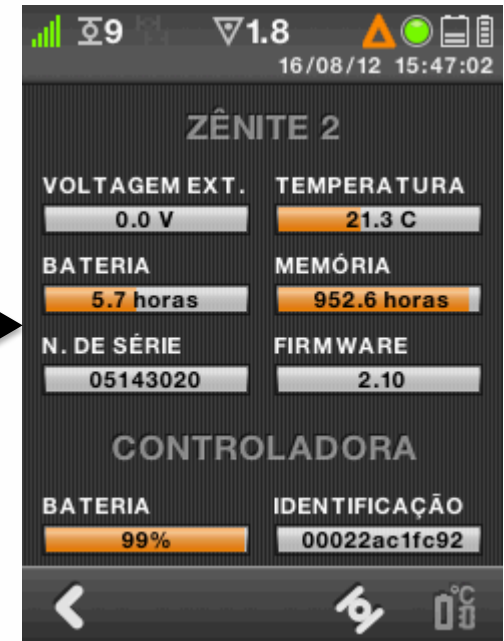 9 1.8
16/08/12 15:47:02
ZÊNITE 2
VOLTAGEM EXT. TEMPERATURA
0.0 V 21.3 C
BATERIA MEMÓRIA
5.7 horas 952.6 horas
N. DE SÉRIE FIRMWARE
05143020 2.10
CONTROLADORA
BATERIA IDENTIFICAÇÃO
99% 00022ac1fc92
°C